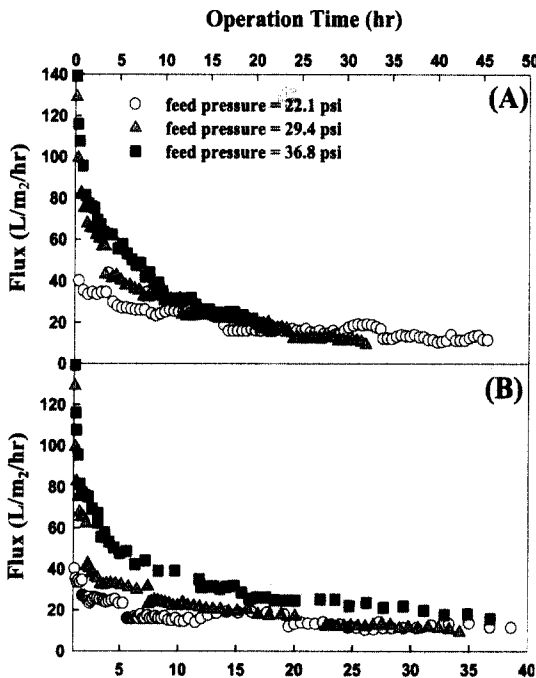 Operation Time (hr)
0 5 10 15 20 25 30 35 40 45 50
140
120
100
80
60
40
20
0
Flux (L/m2/hr)
(A)
feed pressure = 22.1 psi
feed pressure = 29.4 psi
feed pressure = 36.8 psi
(B)
120
100
80
60
40
20
0
Flux (L/m2/hr)
5 10 15 20 25 30 35 40